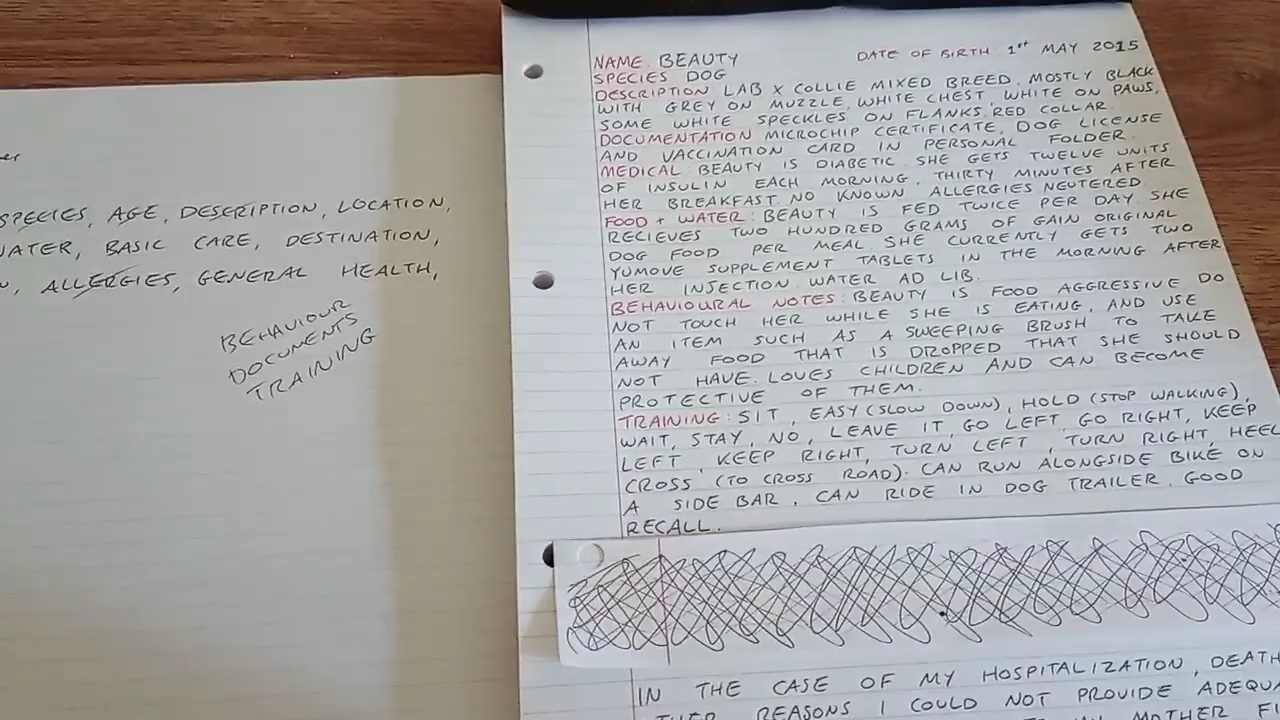 SPECIES, AGE, DESCRIPTION, LOCATION,
WATER, BASIC CARE, DESTINATION,
ALLERGIES, GENERAL HEALTH,
BEHAVIOUR
DOCUMENTS
TRAINING
NAME. BEAUTY DATE OF BIRTH 1st MAY 2015
SPECIES DOG
DESCRIPTION LAB X COLLIE MIXED BREED. MOSTLY BLACK
WITH GREY ON MUZZLE, WHITE CHEST, WHITE ON PAWS,
SOME WHITE SPECKLES ON FLANKS, RED COLLAR.
DOCUMENTATION MICROCHIP CERTIFICATE, DOG LICENSE
AND VACCINATION CARD IN PERSONAL FOLDER.
MEDICAL BEAUTY IS DIABETIC. SHE GETS TWELVE UNITS
OF INSULIN EACH MORNING, THIRTY MINUTES AFTER
HER BREAKFAST. NO KNOWN ALLERGIES NEUTERED
FOOD + WATER: BEAUTY IS FED TWICE PER DAY. SHE
RECIEVES TWO HUNDRED GRAMS OF GAIN ORIGINAL
DOG FOOD PER MEAL. SHE CURRENTLY GETS TWO
YUMOVE SUPPLEMENT TABLETS IN THE MORNING AFTER
HER INJECTION. WATER AD LIB.
BEHAVIOURAL NOTES: BEAUTY IS FOOD AGGRESSIVE DO
NOT TOUCH HER WHILE SHE IS EATING, AND USE
AN ITEM SUCH AS A SWEEPING BRUSH TO TAKE
AWAY FOOD THAT IS DROPPED THAT SHE SHOULD
NOT HAVE. LOVES CHILDREN AND CAN BECOME
PROTECTIVE OF THEM.
TRAINING: SIT, EASY (SLOW DOWN), HOLD (STOP WALKING),
WAIT, STAY, NO, LEAVE IT, GO LEFT, GO RIGHT, KEEP
LEFT, KEEP RIGHT, TURN LEFT, TURN RIGHT, HEEL
CROSS (TO CROSS ROAD). CAN RUN ALONGSIDE BIKE ON
A SIDE BAR, CAN RIDE IN DOG TRAILER. GOOD
RECALL.
IN THE CASE OF MY HOSPITALIZATION, DEATH
REASONS I COULD NOT PROVIDE
MY MOTHER